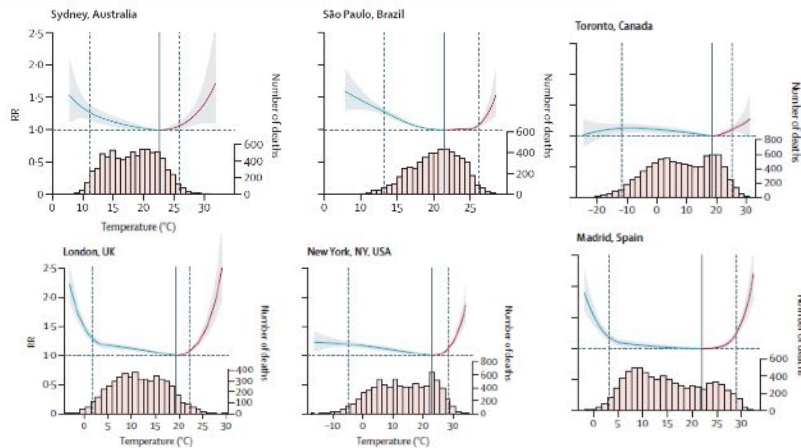 Sydney, Australia
2.5
2.0
1.5
1.0
0.5
0
RR
10 15 20 25 30
Temperature (°C)
600
400
200
0
Number of deaths
São Paulo, Brazil
10 15 20 25
600
400
200
0
Number of deaths
Toronto, Canada
-20 -10 0 10 20 30
800
600
400
200
0
Number of deaths
London, UK
2.5
2.0
1.5
1.0
0.5
0
RR
0 5 10 15 20 25 30
Temperature (°C)
400
300
200
100
0
Number of deaths
New York, NY, USA
-10 0 10 20 30
Temperature (°C)
800
600
400
200
0
Number of deaths
Madrid, Spain
0 5 10 15 20 25 30
Temperature (°C)
600
400
200
0